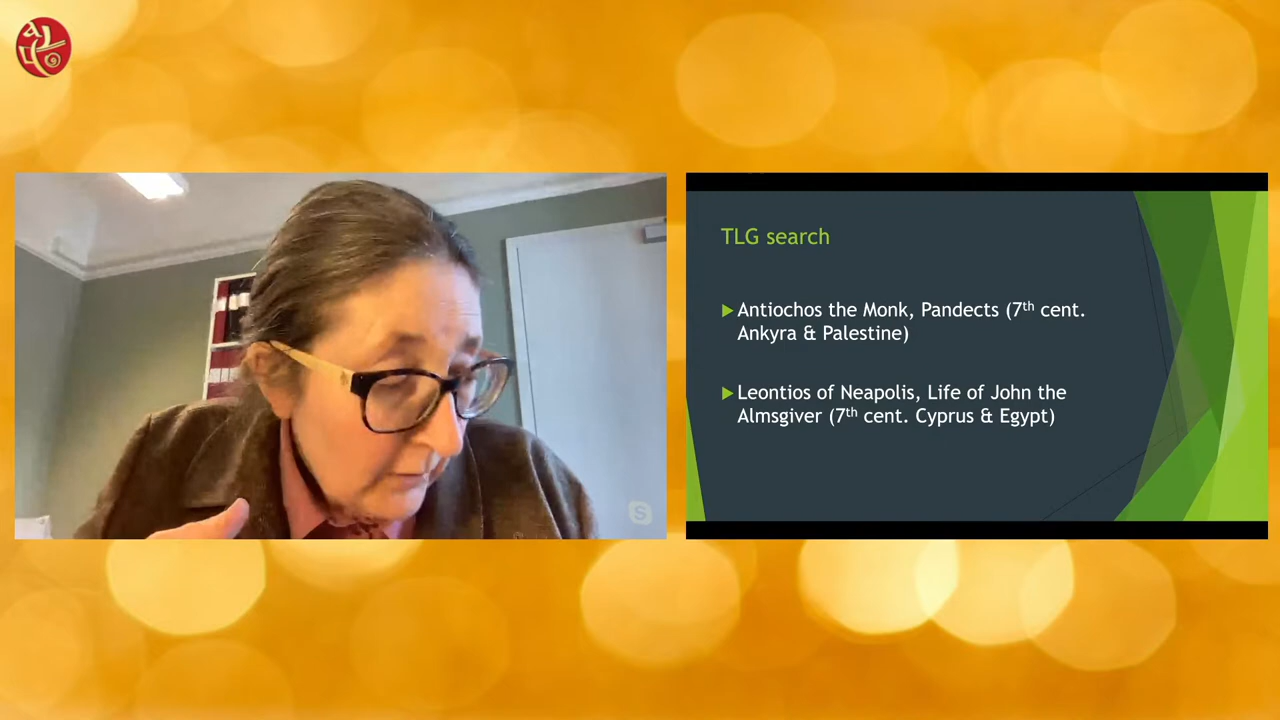 TLG search
Antiochos the Monk, Pandects (7th cent.
Ankyra & Palestine)
Leontios of Neapolis, Life of John the
Almsgiver (7th cent. Cyprus & Egypt)